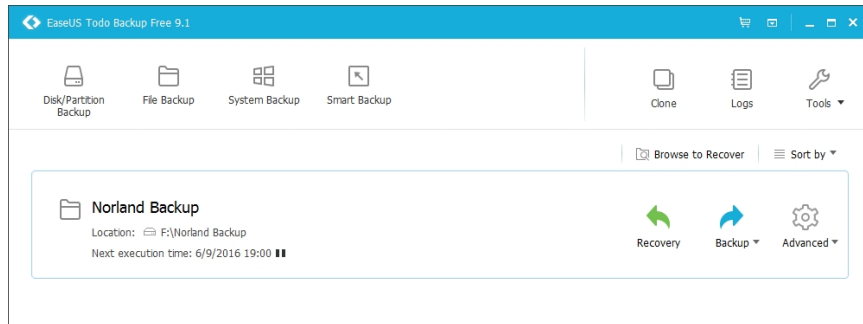 EaseUS Todo Backup Free 9.1
Disk/Partition
Backup
File Backup
System Backup
Smart Backup
Clone
Logs
Tools
Browse to Recover
Sort by
Norland Backup
Location: F:\Norland Backup
Next execution time: 6/9/2016 19:00
Recovery
Backup
Advanced